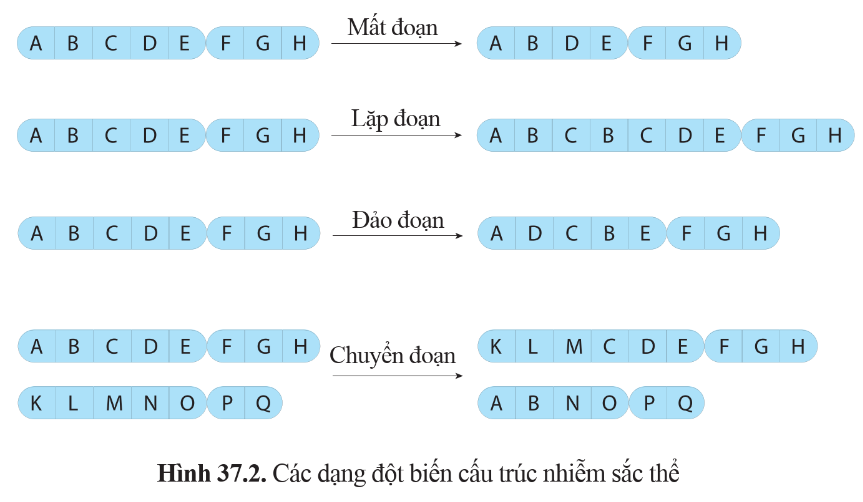 A B C D E F G H Mất đoạn A B D E F G H
A B C D E F G H Lặp đoạn A B C B C D E F G H
A B C D E F G H Đảo đoạn A D C B E F G H
A B C D E F G H Chuyển đoạn K L M C D E F G H
K L M N O P Q A B N O P Q
Hình 37.2. Các dạng đột biến cấu trúc nhiễm sắc thể